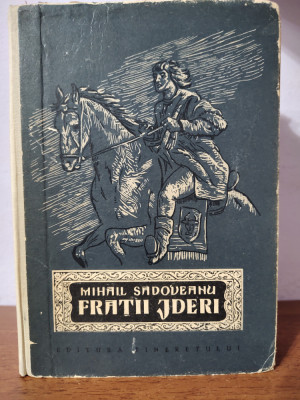 MIHAIL SADOVEANU
FRATII JDERI
EDITURA TINERETULUI